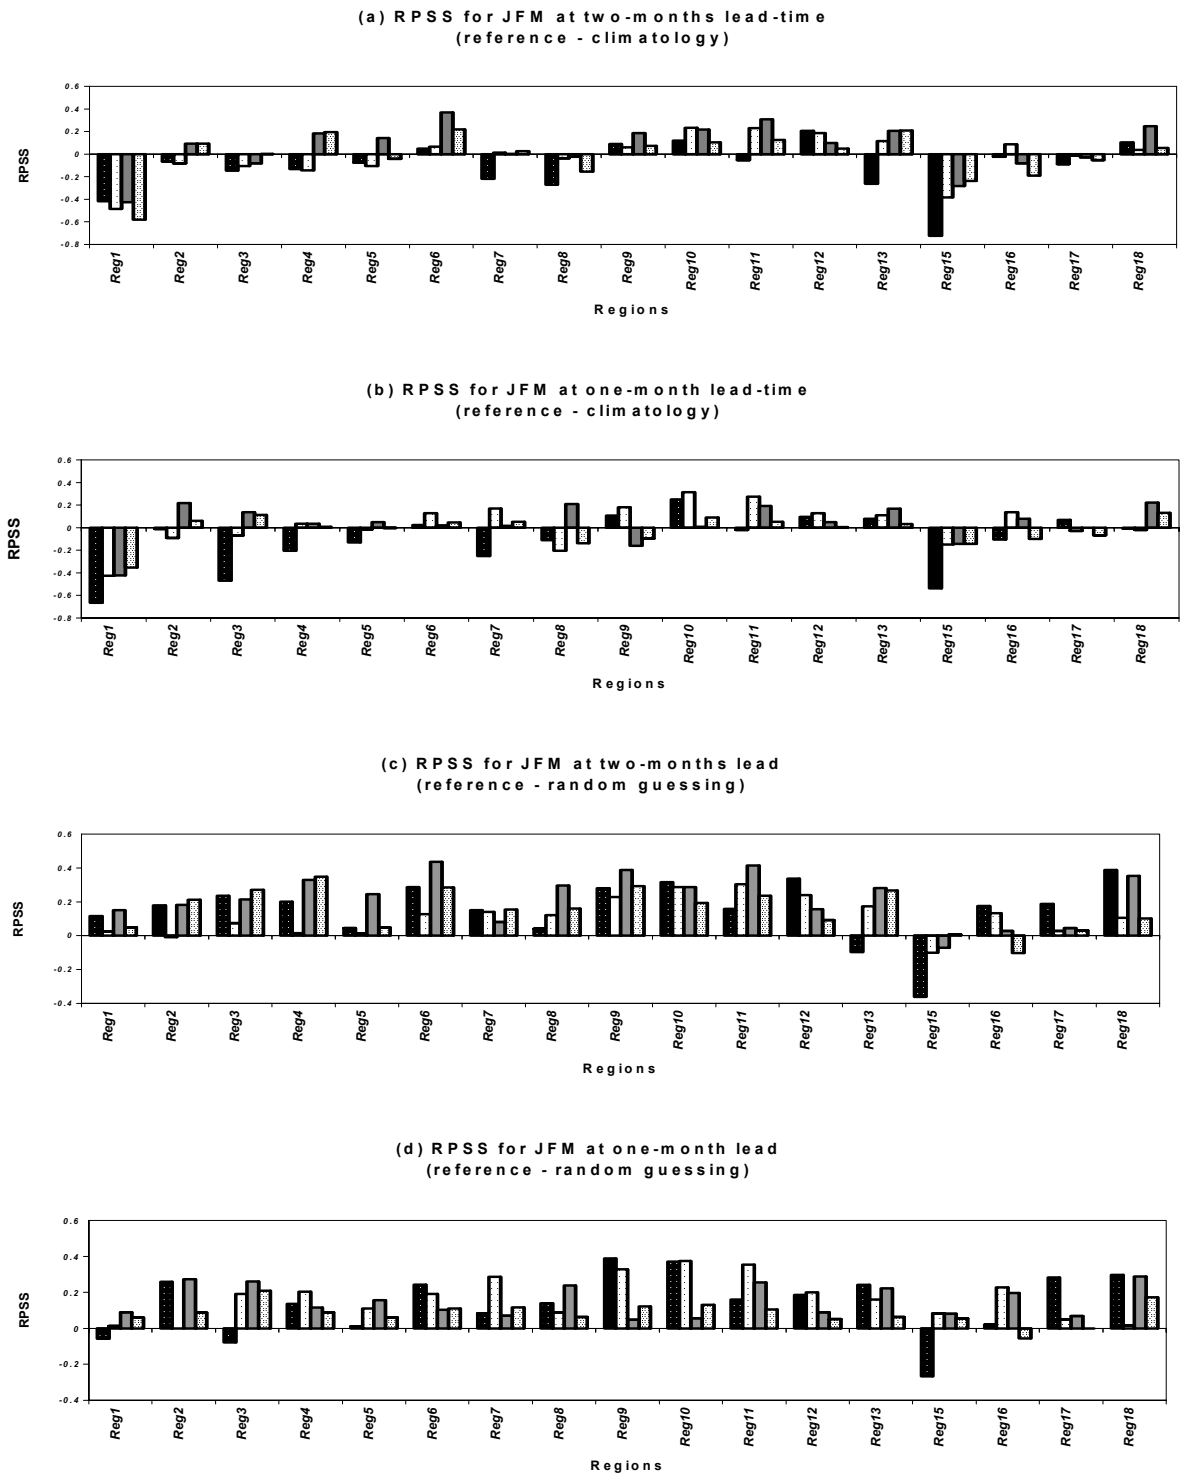 (a) RPSS for JFM at two-months lead-time
(reference - climatology)
0.6
0.4
0.2
0
-0.2
-0.4
-0.6
-0.8
RPSS
Reg1 Reg2 Reg3 Reg4 Reg5 Reg6 Reg7 Reg8 Reg9 Reg10 Reg11 Reg12 Reg13 Reg15 Reg16 Reg17 Reg18
Regions
(b) RPSS for JFM at one-month lead-time
(reference - climatology)
0.6
0.4
0.2
0
-0.2
-0.4
-0.6
-0.8
RPSS
Reg1 Reg2 Reg3 Reg4 Reg5 Reg6 Reg7 Reg8 Reg9 Reg10 Reg11 Reg12 Reg13 Reg15 Reg16 Reg17 Reg18
Regions
(c) RPSS for JFM at two-months lead
(reference - random guessing)
0.6
0.4
0.2
0
-0.2
-0.4
RPSS
Reg1 Reg2 Reg3 Reg4 Reg5 Reg6 Reg7 Reg8 Reg9 Reg10 Reg11 Reg12 Reg13 Reg15 Reg16 Reg17 Reg18
Regions
(d) RPSS for JFM at one-month lead
(reference - random guessing)
0.6
0.4
0.2
0
-0.2
-0.4
RPSS
Reg1 Reg2 Reg3 Reg4 Reg5 Reg6 Reg7 Reg8 Reg9 Reg10 Reg11 Reg12 Reg13 Reg15 Reg16 Reg17 Reg18
Regions